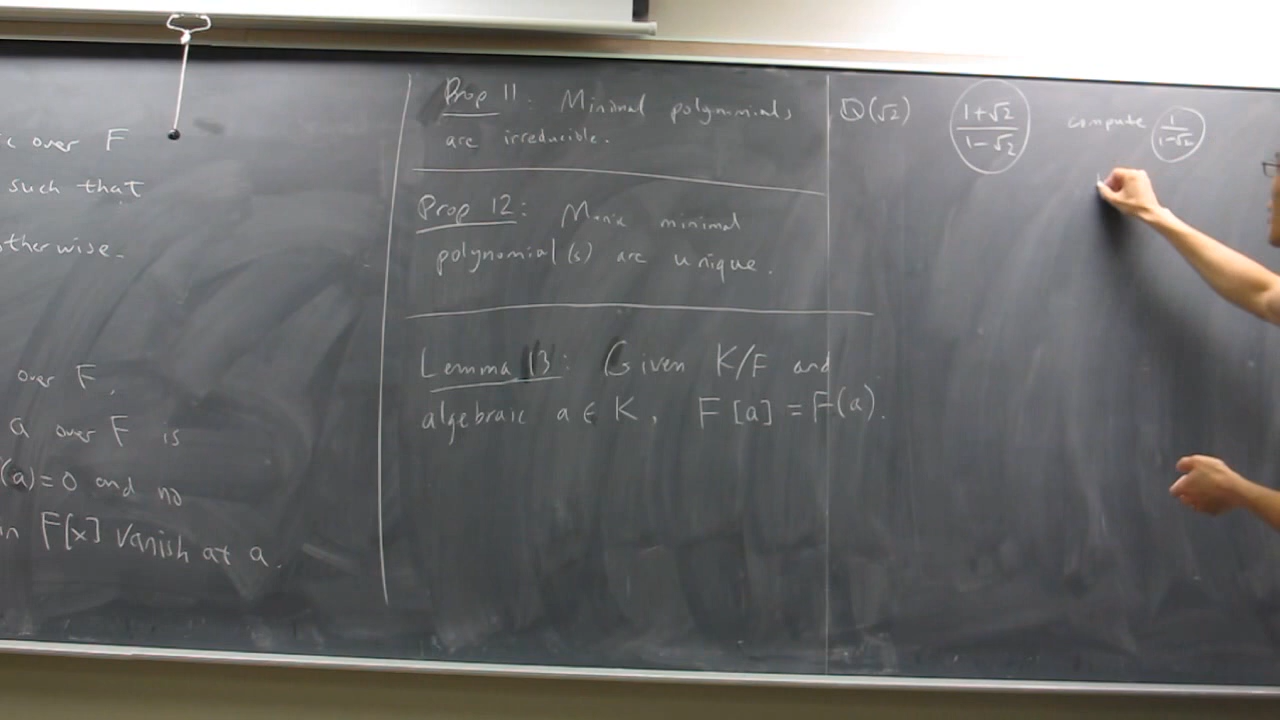 over F
such that
otherwise.
over F,
a over F is
(a)=0 and no
in F[x] vanish at a.
Prop 11: Minimal polynomials
are irreducible.
Prop 12: Monic minimal
polynomial(s) are unique.
Lemma 13: Given K/F and
algebraic a ∈ K, F[a] = F(a).
Q(√2) (1+√2)/(1-√2) compute 1/(1-√2)